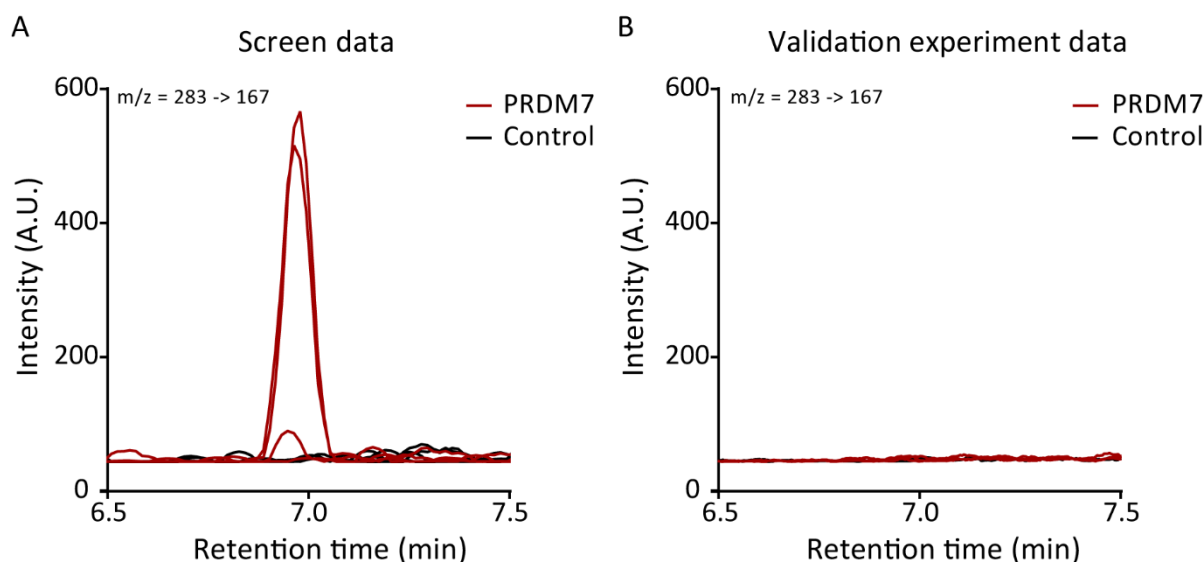 A
Screen data
600
400
200
0
Intensity (A.U.)
m/z = 283 -> 167
PRDM7
Control
6.5
7.0
7.5
Retention time (min)
B
Validation experiment data
600
400
200
0
Intensity (A.U.)
m/z = 283 -> 167
PRDM7
Control
6.5
7.0
7.5
Retention time (min)